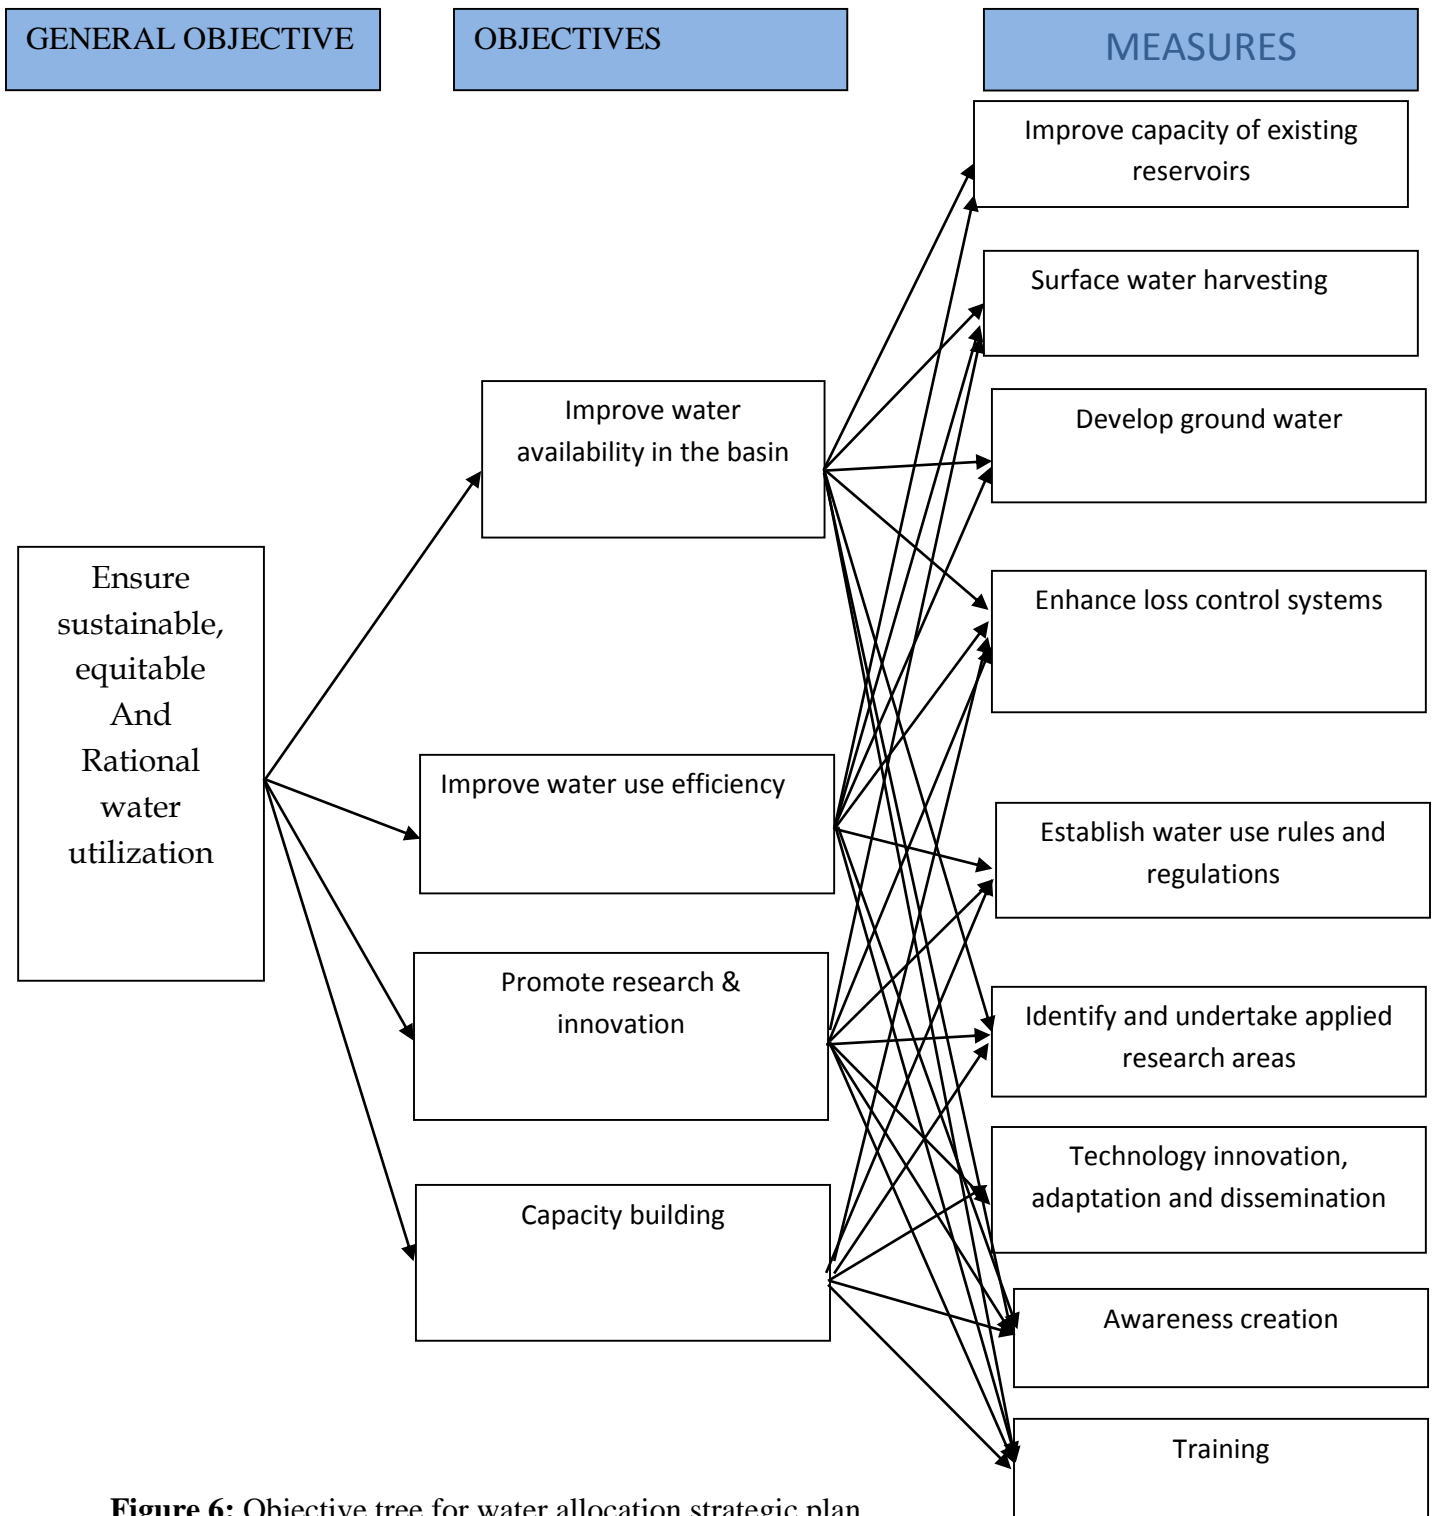 GENERAL OBJECTIVE
OBJECTIVES
MEASURES
Ensure
sustainable,
equitable
And
Rational
water
utilization
Improve water
availability in the basin
Improve water use efficiency
Promote research &
innovation
Capacity building
Improve capacity of existing
reservoirs
Surface water harvesting
Develop ground water
Enhance loss control systems
Establish water use rules and
regulations
Identify and undertake applied
research areas
Technology innovation,
adaptation and dissemination
Awareness creation
Training
Figure 6: Objective tree for water allocation strategic plan